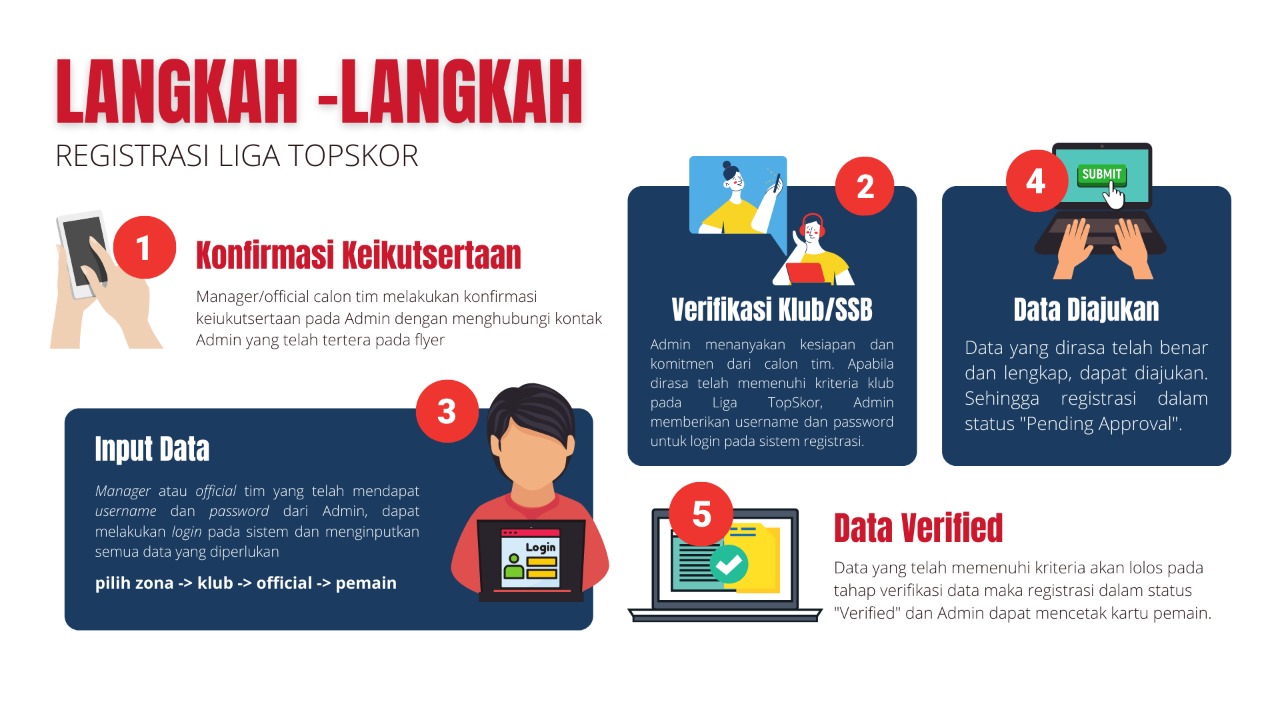 LANGKAH -LANGKAH
REGISTRASI LIGA TOPSKOR
1
Konfirmasi Keikutsertaan
Manager/official calon tim melakukan konfirmasi
keiukutsertaan pada Admin dengan menghubungi kontak
Admin yang telah tertera pada flyer
2
Verifikasi Klub/SSB
Admin menanyakan kesiapan dan
komitmen dari calon tim. Apabila
dirasa telah memenuhi kriteria klub
pada Liga TopSkor, Admin
memberikan username dan password
untuk login pada sistem registrasi.
3
Input Data
Manager atau official tim yang telah mendapat
username dan password dari Admin, dapat
melakukan login pada sistem dan menginputkan
semua data yang diperlukan
pilih zona -> klub -> official -> pemain
Login
4
SUBMIT
Data Diajukan
Data yang dirasa telah benar
dan lengkap, dapat diajukan.
Sehingga registrasi dalam
status "Pending Approval".
5
Data Verified
Data yang telah memenuhi kriteria akan lolos pada
tahap verifikasi data maka registrasi dalam status
"Verified" dan Admin dapat mencetak kartu pemain.